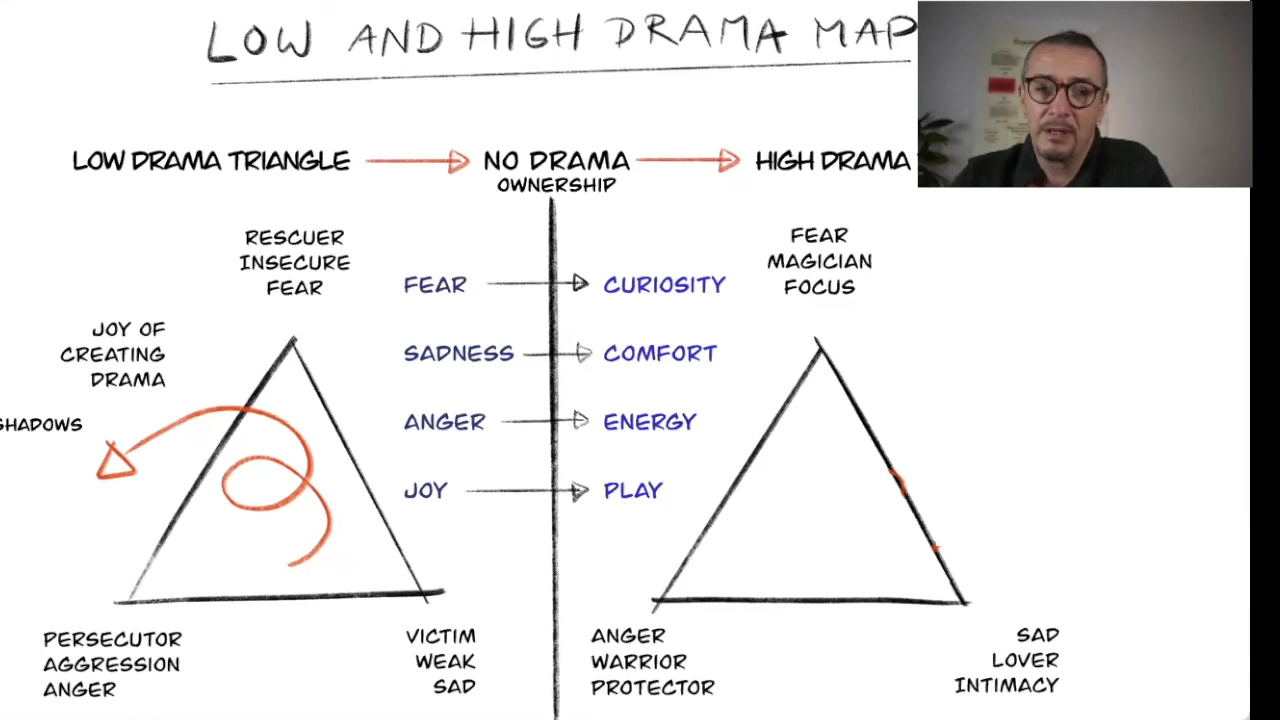 LOW AND HIGH DRAMA MAP
LOW DRAMA TRIANGLE
NO DRAMA
OWNERSHIP
HIGH DRAMA
RESCUER
INSECURE
FEAR
JOY OF
CREATING
DRAMA
SHADOWS
PERSECUTOR
AGGRESSION
ANGER
VICTIM
WEAK
SAD
FEAR
CURIOSITY
SADNESS
COMFORT
ANGER
ENERGY
JOY
PLAY
FEAR
MAGICIAN
FOCUS
ANGER
WARRIOR
PROTECTOR
SAD
LOVER
INTIMACY